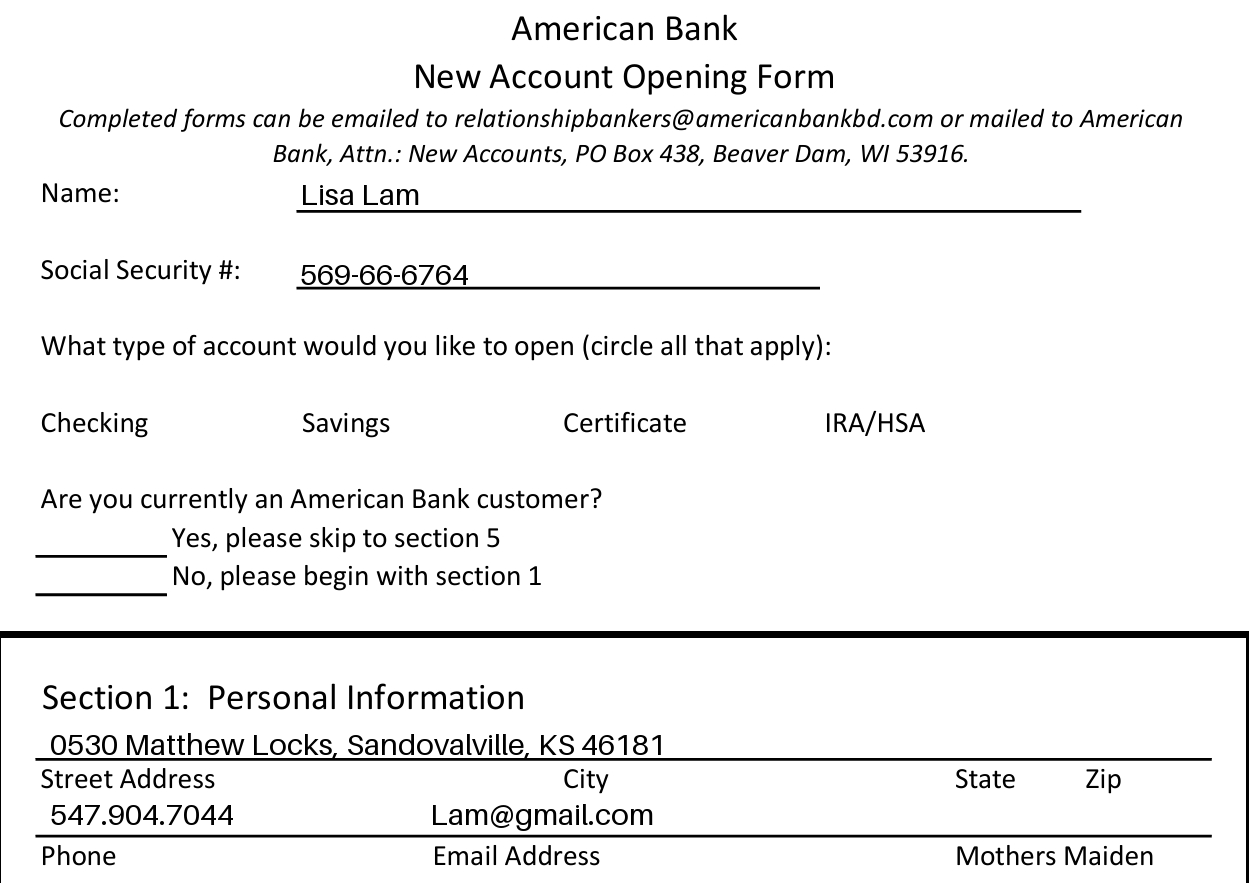 American Bank
New Account Opening Form
Completed forms can be emailed to relationshipbankers@americanbankbd.com or mailed to American
Bank, Attn.: New Accounts, PO Box 438, Beaver Dam, WI 53916.
Name: Lisa Lam
Social Security #: 569-66-6764
What type of account would you like to open (circle all that apply):
Checking Savings Certificate IRA/HSA
Are you currently an American Bank customer?
Yes, please skip to section 5
No, please begin with section 1
Section 1: Personal Information
0530 Matthew Locks, Sandovalville, KS 46181
Street Address City State Zip
547.904.7044 Lam@gmail.com
Phone Email Address Mothers Maiden